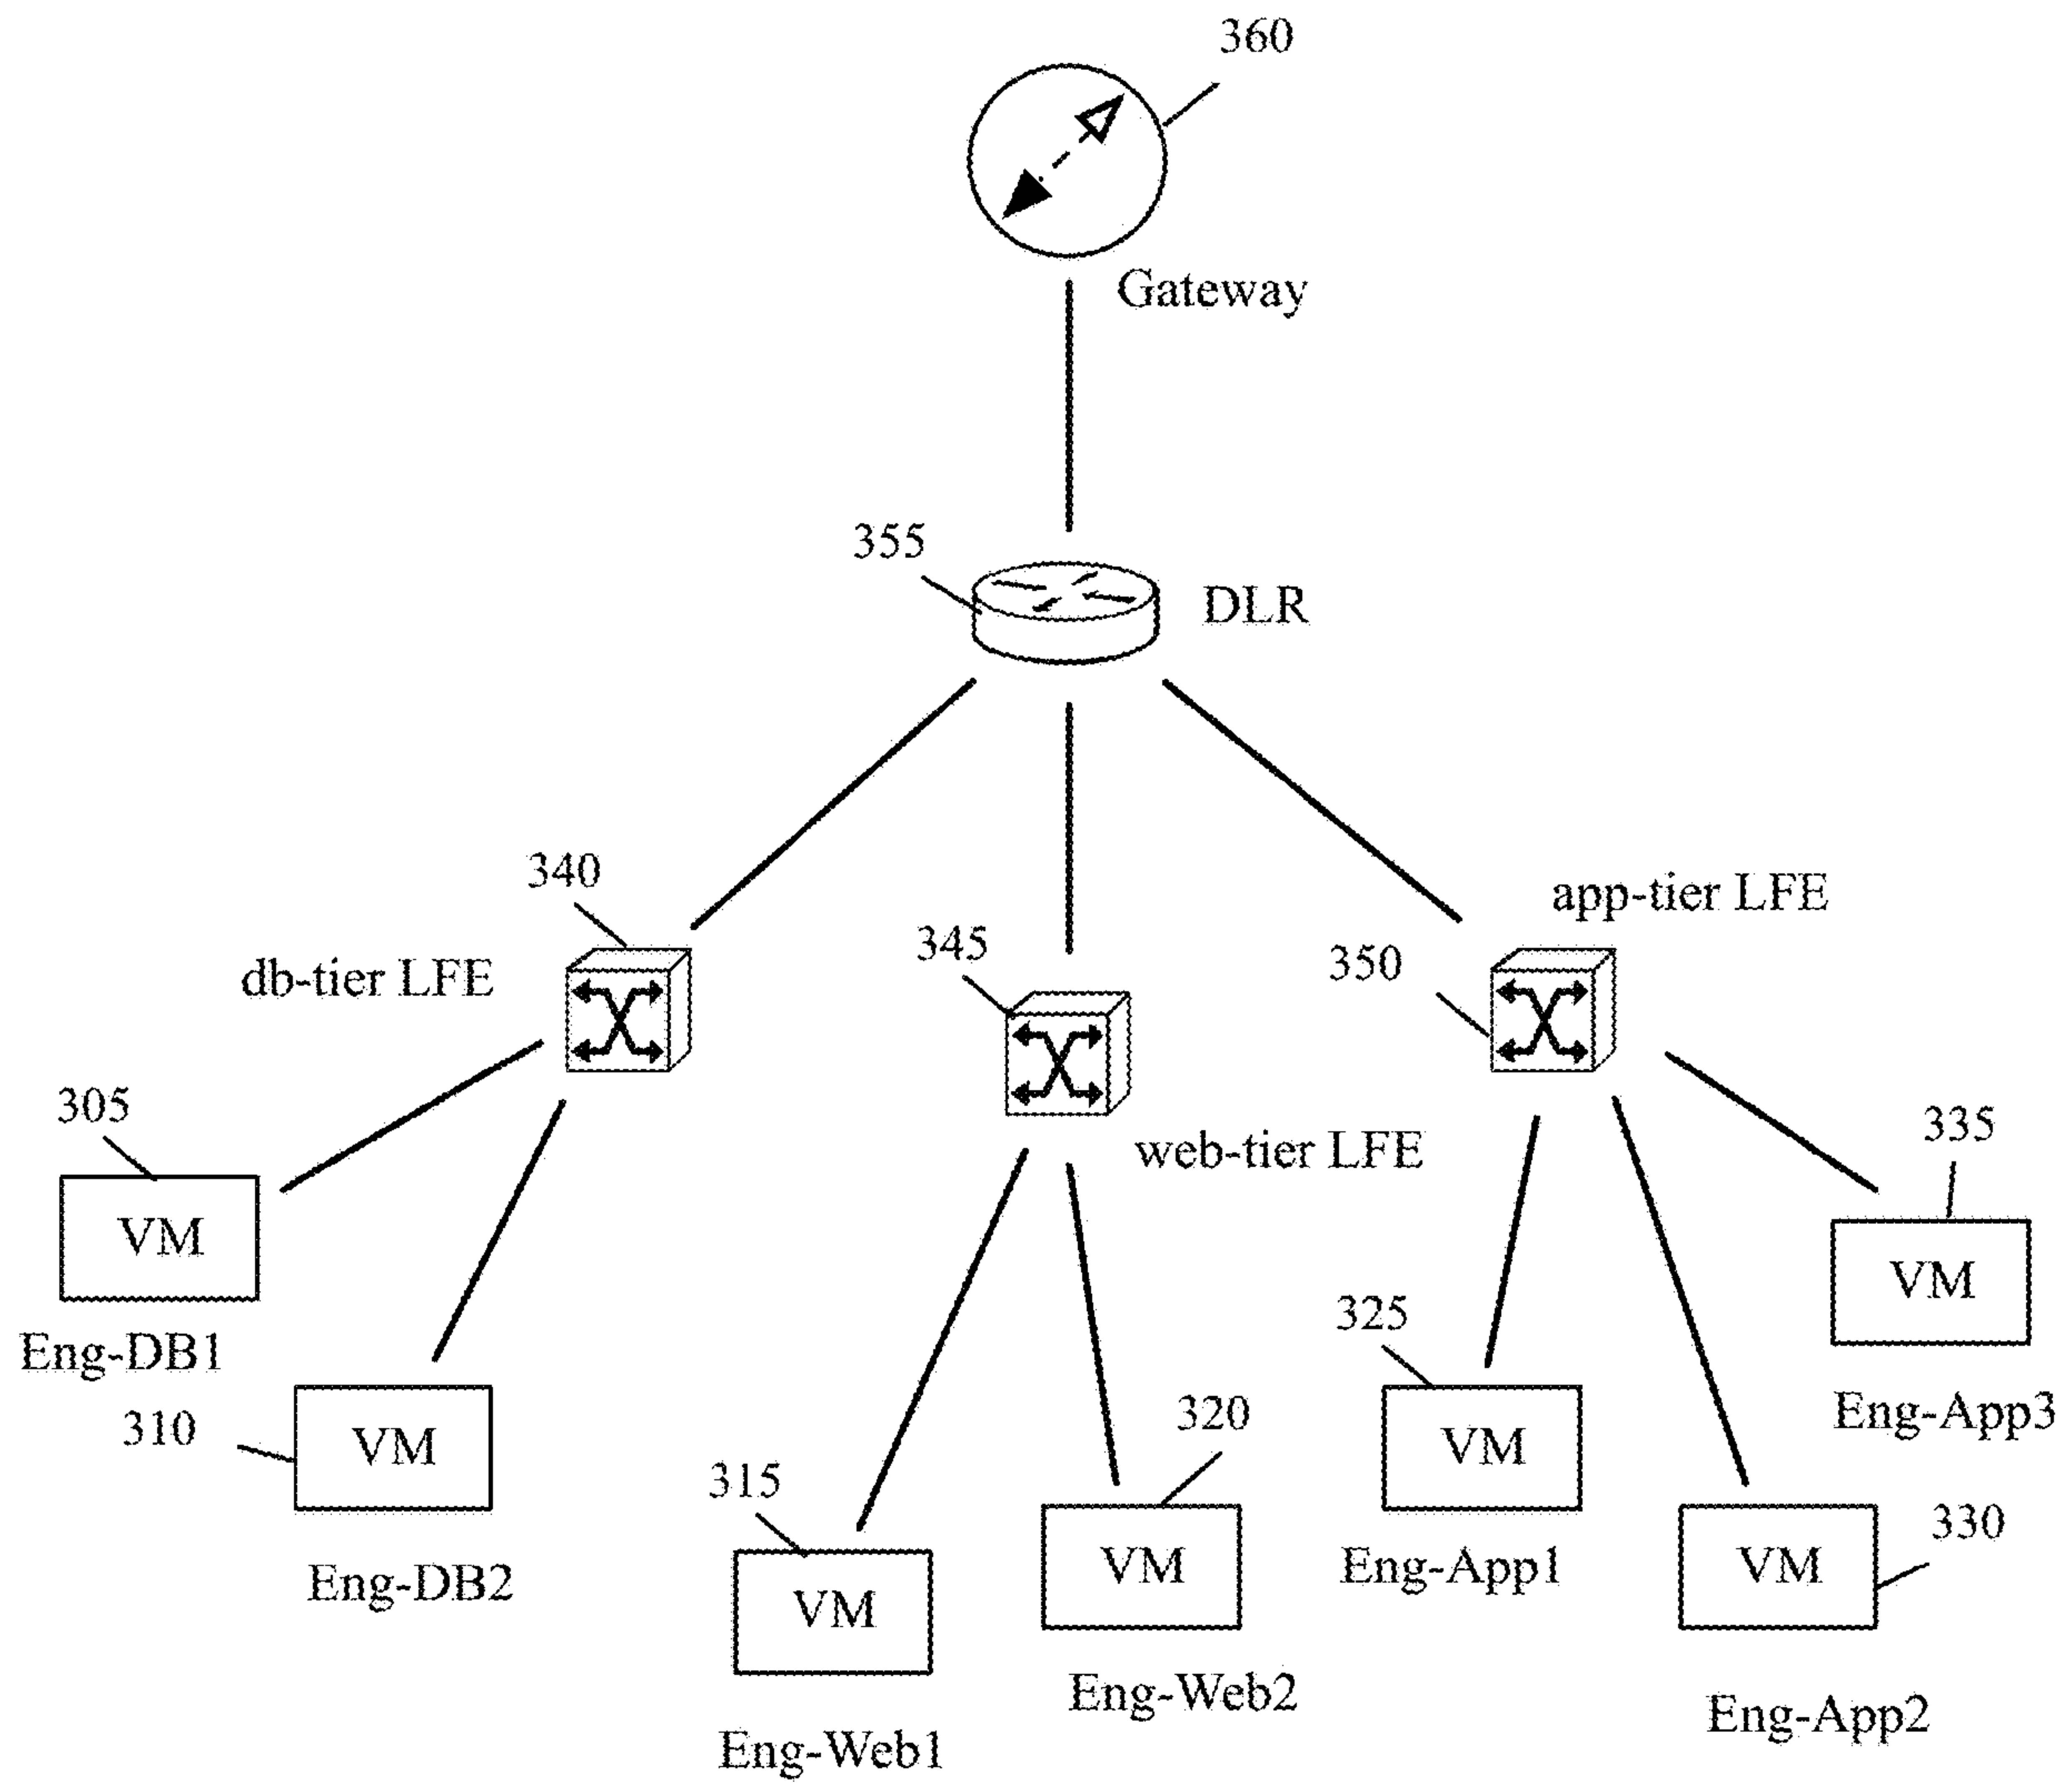 360
Gateway
355
DLR
340
app-tier LFE
345
350
db-tier LFE
305
335
web-tier LFE
VM
VM
325
Eng-DB1
320
Eng-App3
310
VM
VM
315
330
Eng-App1
VM
VM
Eng-DB2
VM
Eng-Web2
Eng-App2
Eng-Web1